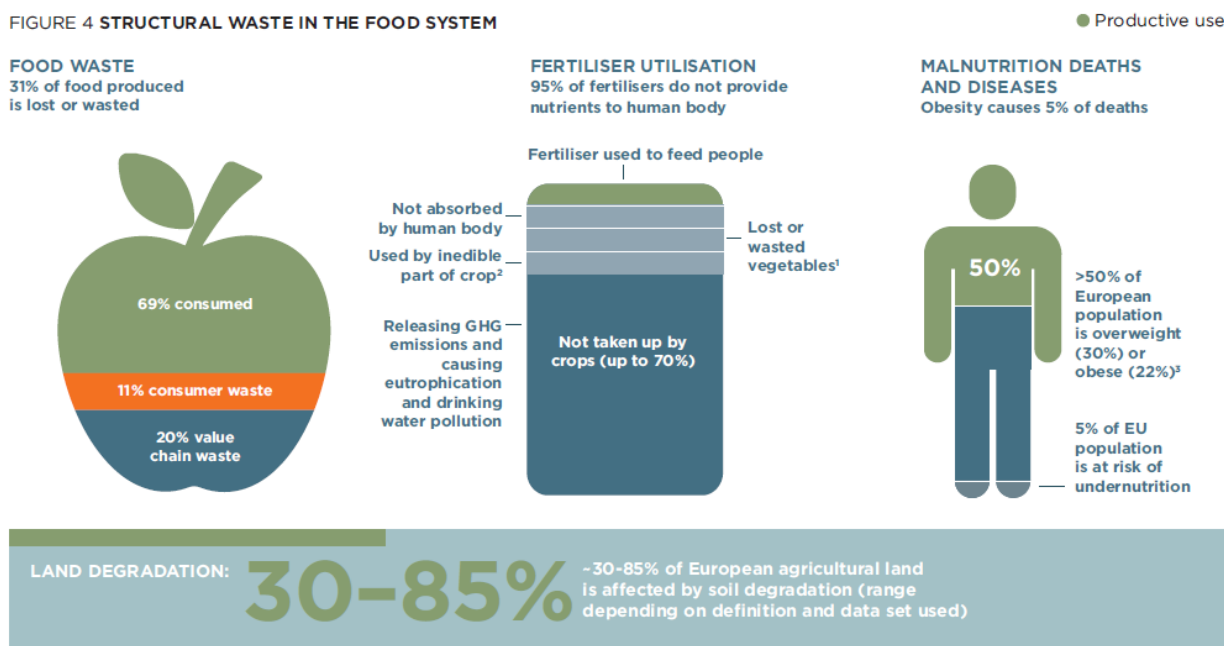 FIGURE 4 STRUCTURAL WASTE IN THE FOOD SYSTEM
Productive use
FOOD WASTE
31% of food produced
is lost or wasted
69% consumed
11% consumer waste
20% value
chain waste
FERTILISER UTILISATION
95% of fertilisers do not provide
nutrients to human body
Fertiliser used to feed people
Not absorbed
by human body
Used by inedible
part of crop²
Releasing GHG
emissions and
causing
eutrophication
and drinking
water pollution
Lost or
wasted
vegetables¹
Not taken up by
crops (up to 70%)
MALNUTRITION DEATHS
AND DISEASES
Obesity causes 5% of deaths
50%
>50% of
European
population
is overweight
(30%) or
obese (22%)³
5% of EU
population
is at risk of
undernutrition
LAND DEGRADATION:
30–85%
~30-85% of European agricultural land
is affected by soil degradation (range
depending on definition and data set used)